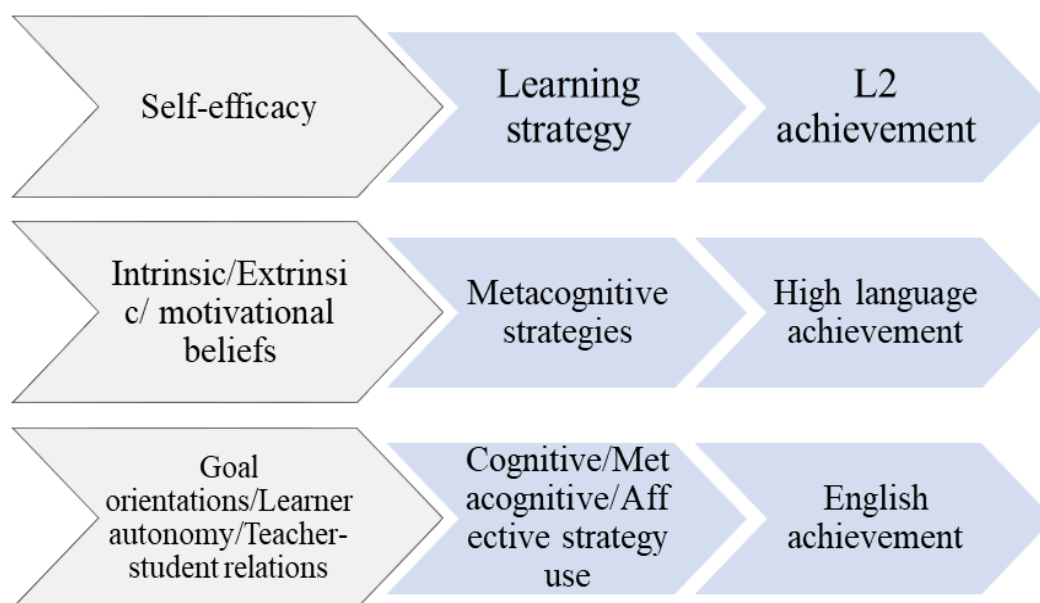 Self-efficacy
Learning
strategy
L2
achievement
Intrinsic/Extrinsi
c/ motivational
beliefs
Metacognitive
strategies
High language
achievement
Goal
orientations/Learner
autonomy/Teacher-
student relations
Cognitive/Met
acognitive/Aff
ective strategy
use
English
achievement